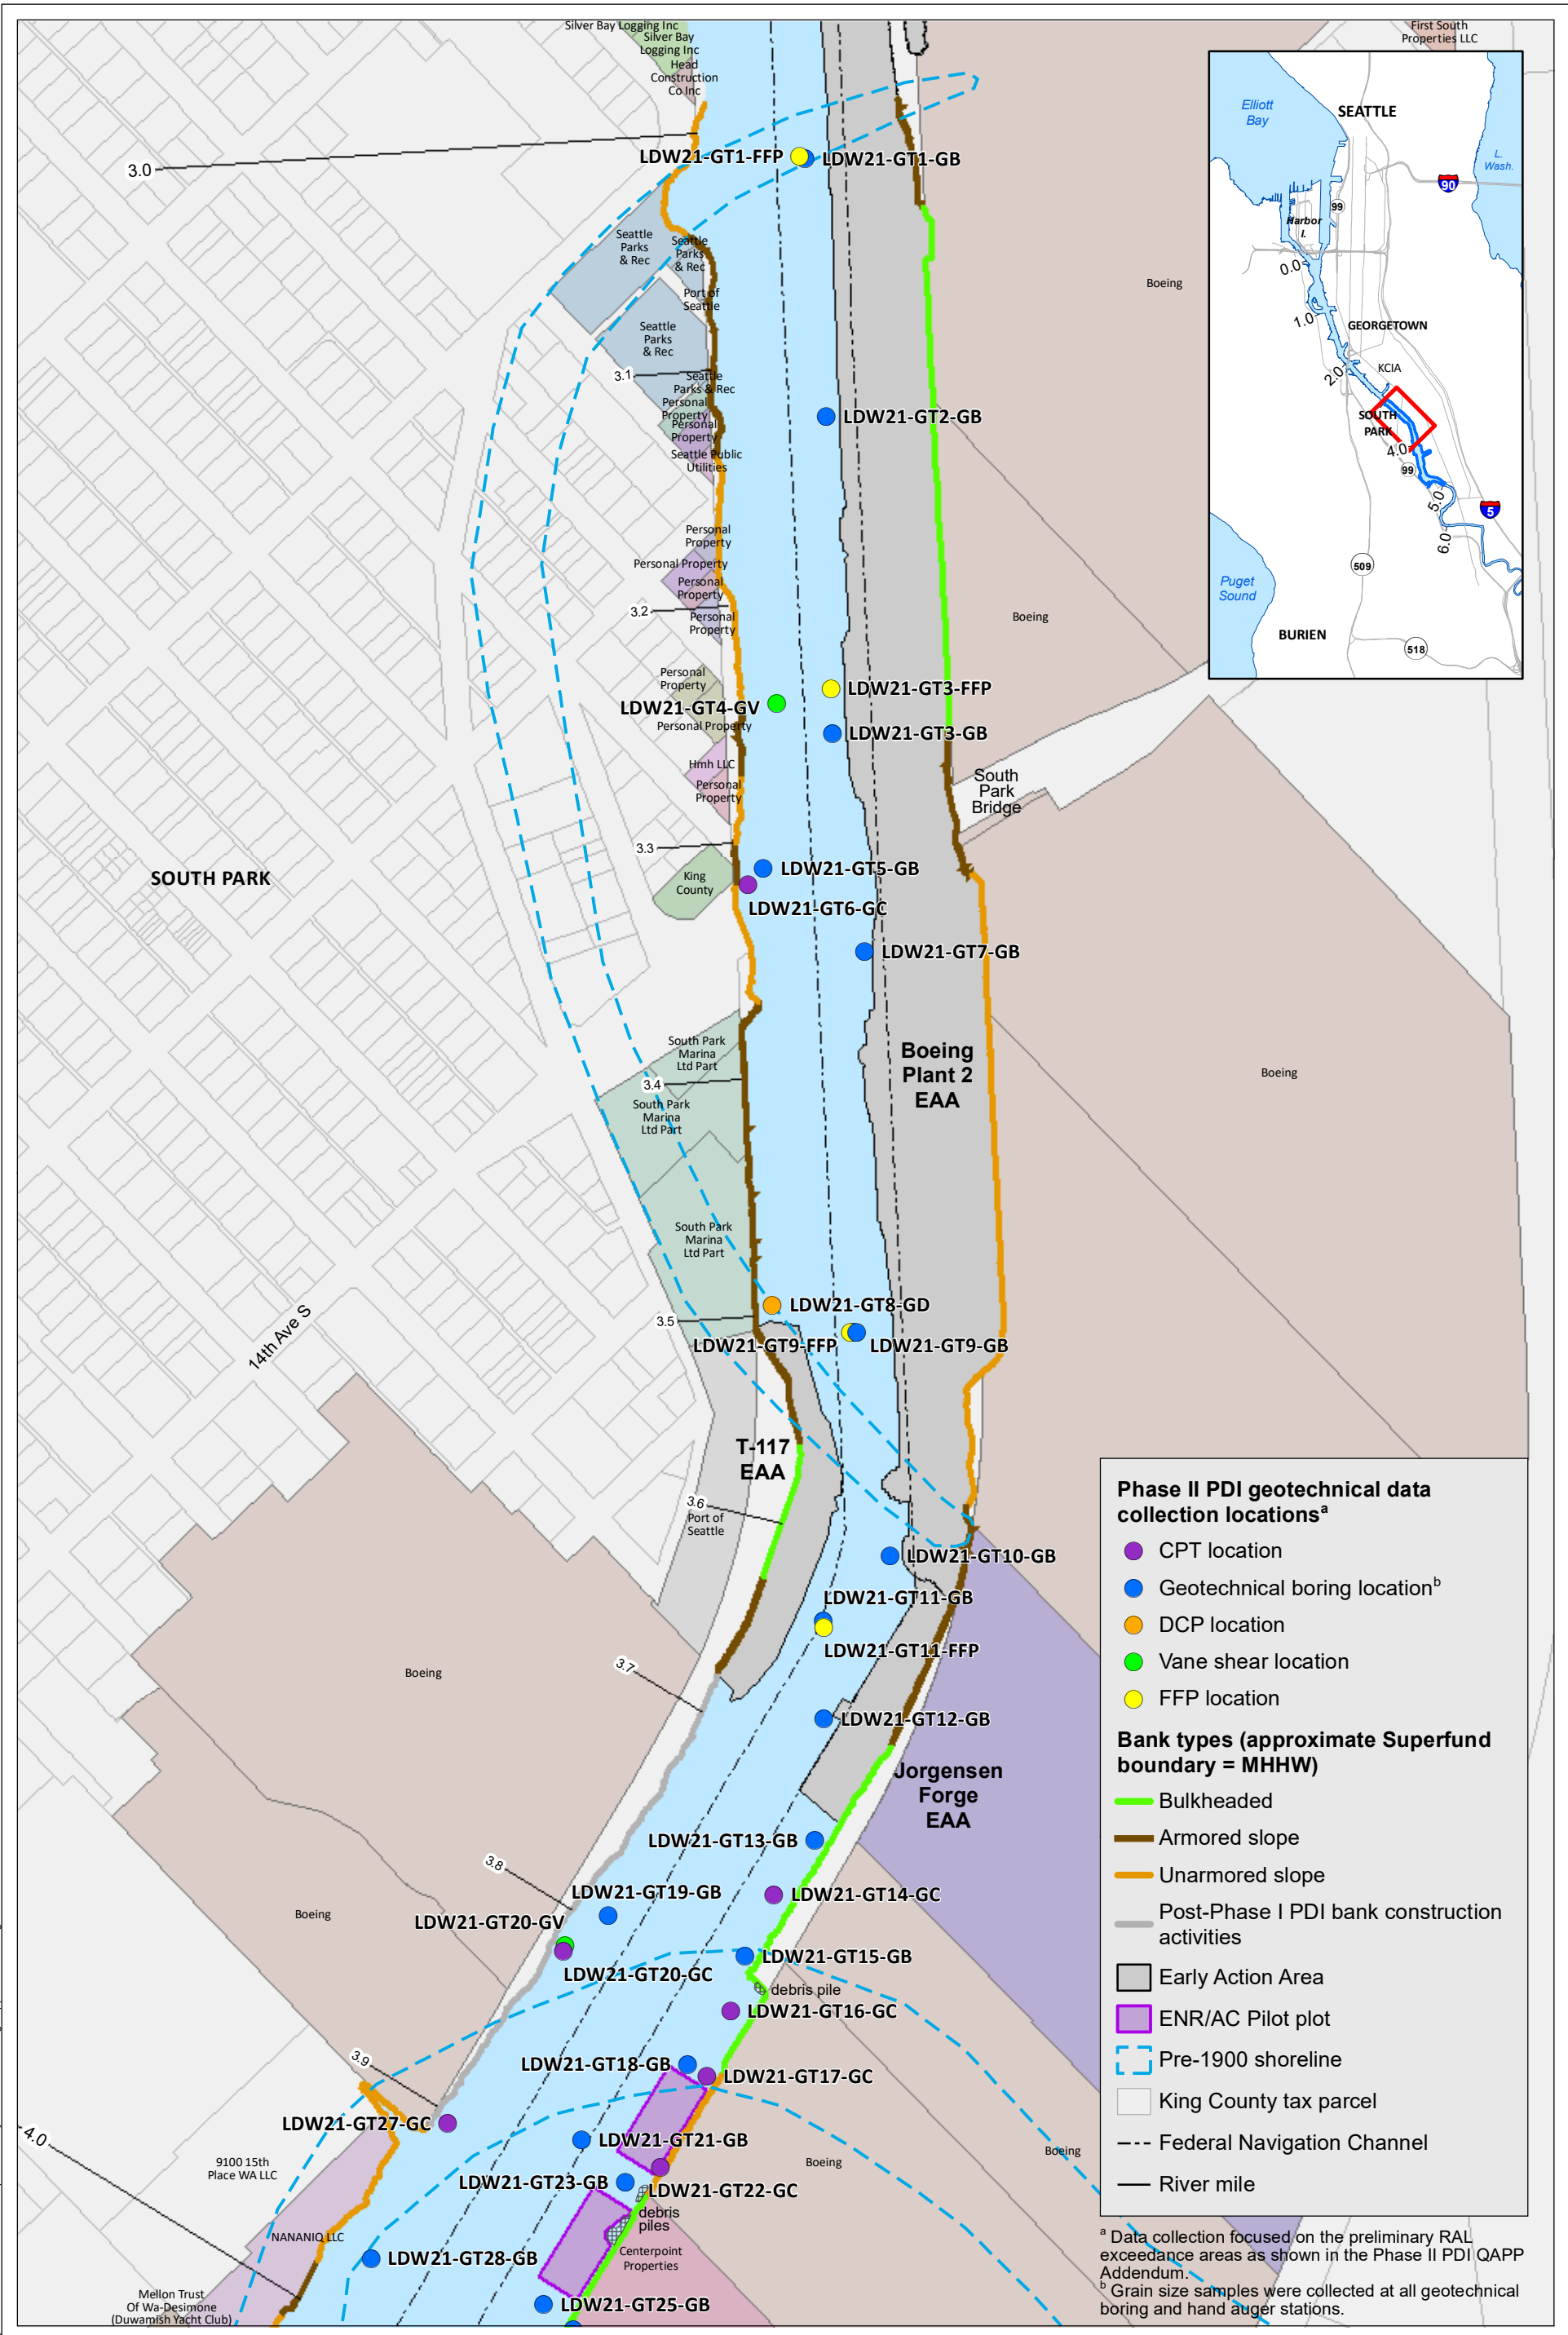 Silver Bay Logging Inc
Silver Bay
Logging Inc
Head
Construction
Co Inc
First South
Properties LLC
3.0
LDW21-GT1-FFP
LDW21-GT1-GB
Seattle
Parks
& Rec
Seattle
Parks
& Rec
Port of
Seattle
Boeing
Seattle
Parks
& Rec
3.1
Seattle
Parks & Rec
Personal
Property
Personal
Property
Seattle Public
Utilities
LDW21-GT2-GB
Personal
Property
Personal Property
Personal
Property
3.2
Personal
Property
Boeing
Personal
Property
LDW21-GT3-FFP
LDW21-GT4-GV
Personal Property
LDW21-GT3-GB
Hmh LLC
Personal
Property
South
Park
Bridge
3.3
SOUTH PARK
King
County
LDW21-GT5-GB
LDW21-GT6-GC
LDW21-GT7-GB
South Park
Marina
Ltd Part
3.4
South Park
Marina
Ltd Part
Boeing
Plant 2
EAA
Boeing
South Park
Marina
Ltd Part
LDW21-GT8-GD
3.5
LDW21-GT9-FFP
LDW21-GT9-GB
14th Ave S
T-117
EAA
3.6
Port of
Seattle
LDW21-GT10-GB
LDW21-GT11-GB
LDW21-GT11-FFP
Boeing
3.7
LDW21-GT12-GB
Jorgensen
Forge
EAA
LDW21-GT13-GB
3.8
LDW21-GT19-GB
LDW21-GT14-GC
Boeing
LDW21-GT20-GV
LDW21-GT15-GB
LDW21-GT20-GC
debris pile
LDW21-GT16-GC
3.9
LDW21-GT18-GB
LDW21-GT17-GC
LDW21-GT27-GC
4.0
LDW21-GT21-GB
Boeing
Boeing
9100 15th
Place WA LLC
LDW21-GT23-GB
LDW21-GT22-GC
debris
piles
NANANIQ LLC
LDW21-GT28-GB
Centerpoint
Properties
Mellon Trust
Of Wa-Desimone
(Duwamish Yacht Club)
LDW21-GT25-GB
Elliott
Bay
SEATTLE
L.
Wash.
90
99
Harbor
I.
0.0
1.0
GEORGETOWN
2.0
KCIA
SOUTH
PARK
4.0
99
5.0
5
6.0
509
Puget
Sound
BURIEN
518
Phase II PDI geotechnical data
collection locationsa
CPT location
Geotechnical boring locationb
DCP location
Vane shear location
FFP location
Bank types (approximate Superfund
boundary = MHHW)
Bulkheaded
Armored slope
Unarmored slope
Post-Phase I PDI bank construction
activities
Early Action Area
ENR/AC Pilot plot
Pre-1900 shoreline
King County tax parcel
Federal Navigation Channel
River mile
a Data collection focused on the preliminary RAL
exceedance areas as shown in the Phase II PDI QAPP
Addendum.
b Grain size samples were collected at all geotechnical
boring and hand auger stations.